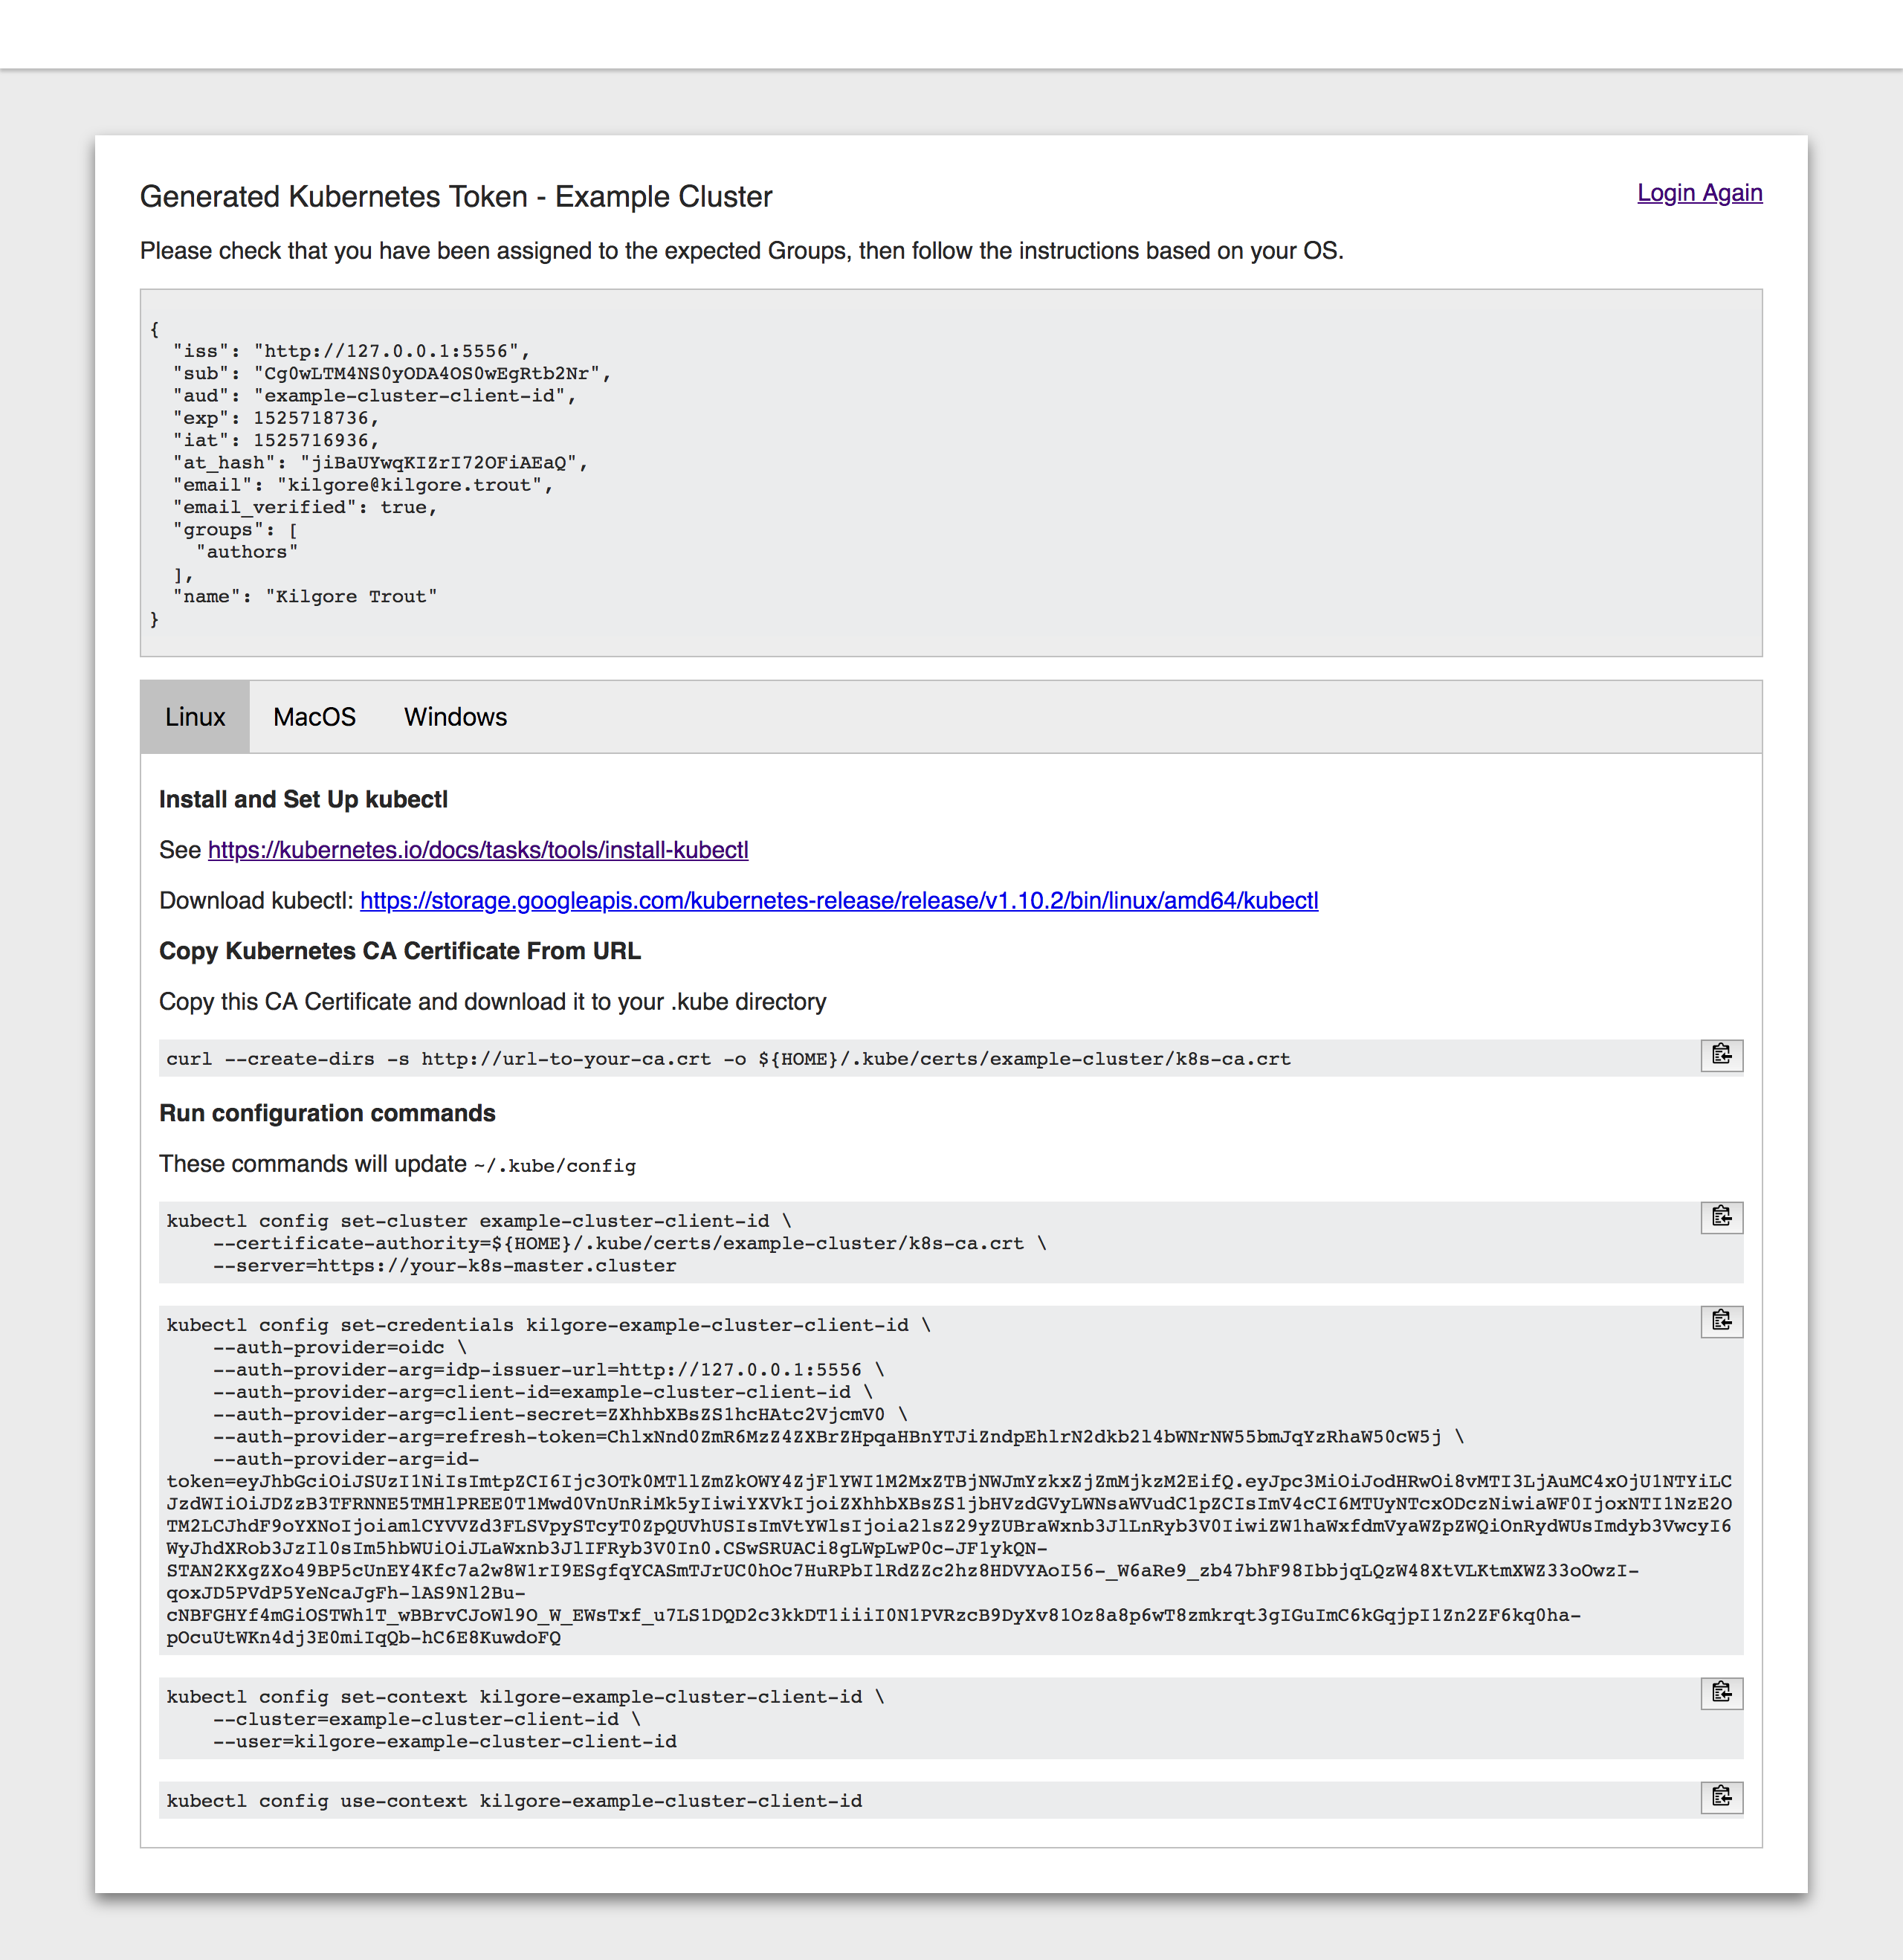 Generated Kubernetes Token - Example Cluster
Login Again
Please check that you have been assigned to the expected Groups, then follow the instructions based on your OS.
{
  "iss": "http://127.0.0.1:5556",
  "sub": "Cg0wLTM4NS0yODA4OS0wEgRtb2Nr",
  "aud": "example-cluster-client-id",
  "exp": 1525718736,
  "iat": 1525716936,
  "at_hash": "jiBaUYwqKIZrI72OFiAEaQ",
  "email": "kilgore@kilgore.trout",
  "email_verified": true,
  "groups": [
    "authors"
  ],
  "name": "Kilgore Trout"
}
Linux MacOS Windows
Install and Set Up kubectl
See https://kubernetes.io/docs/tasks/tools/install-kubectl
Download kubectl: https://storage.googleapis.com/kubernetes-release/release/v1.10.2/bin/linux/amd64/kubectl
Copy Kubernetes CA Certificate From URL
Copy this CA Certificate and download it to your .kube directory
curl --create-dirs -s http://url-to-your-ca.crt -o ${HOME}/.kube/certs/example-cluster/k8s-ca.crt
Run configuration commands
These commands will update ~/.kube/config
kubectl config set-cluster example-cluster-client-id \
    --certificate-authority=${HOME}/.kube/certs/example-cluster/k8s-ca.crt \
    --server=https://your-k8s-master.cluster
kubectl config set-credentials kilgore-example-cluster-client-id \
    --auth-provider=oidc \
    --auth-provider-arg=idp-issuer-url=http://127.0.0.1:5556 \
    --auth-provider-arg=client-id=example-cluster-client-id \
    --auth-provider-arg=client-secret=ZXhhbXBsZS1hcHAtc2VjcmV0 \
    --auth-provider-arg=refresh-token=ChlxNnd0ZmR6MzZ4ZXBrZHpqaHBnYTJiZndpEhlrN2dkb2l4bWNrNW55bmJqYzRhaW50cW5j \
    --auth-provider-arg=id-
token=eyJhbGciOiJSUzI1NiIsImtpZCI6Ijc3OTk0MTllZmZkOWY4ZjFlYWI1M2MxZTBjNWJmYzkxZjZmMjkzM2EifQ.eyJpc3MiOiJodHRwOi8vMTI3LjAuMC4xOjU1NTYiLC
JzdWIiOiJDZzB3TFRNNE5TMHlPREE0T1Mwd0VnUnRiMk5yIiwiYXVkIjoiZXhhbXBsZS1jbHVzdGVyLWNsaWVudC1pZCIsImV4cCI6MTUyNTcxODczNiwiaWF0IjoxNTI1NzE2O
TM2LCJhdF9oYXNoIjoiamlCYVVZd3FLSVpySTcyT0ZpQUVhUSIsImVtYWlsIjoia2lsZ29yZUBraWxnb3JlLnRyb3V0IiwiZW1haWxfdmVyaWZpZWQiOnRydWUsImdyb3VwcyI6
WyJhdXRob3JzIl0sIm5hbWUiOiJLaWxnb3JlIFRyb3V0In0.CSwSRUACi8gLWpLwP0c-JF1ykQN-
STAN2KXgZXo49BP5cUnEY4Kfc7a2w8W1rI9ESgfqYCASmTJrUC0hOc7HuRPbIlRdZZc2hz8HDVYAoI56-_W6aRe9_zb47bhF98IbbjqLQzW48XtVLKtmXWZ33oOwzI-
qoxJD5PVdP5YeNcaJgFh-lAS9Nl2Bu-
cNBFGHYf4mGiOSTWh1T_wBBrvCJoWl9O_W_EWsTxf_u7LS1DQD2c3kkDT1iiiI0N1PVRzcB9DyXv81Oz8a8p6wT8zmkrqt3gIGuImC6kGqjpI1Zn2ZF6kq0ha-
pOcuUtWKn4dj3E0miIqQb-hC6E8KuwdoFQ
kubectl config set-context kilgore-example-cluster-client-id \
    --cluster=example-cluster-client-id \
    --user=kilgore-example-cluster-client-id
kubectl config use-context kilgore-example-cluster-client-id